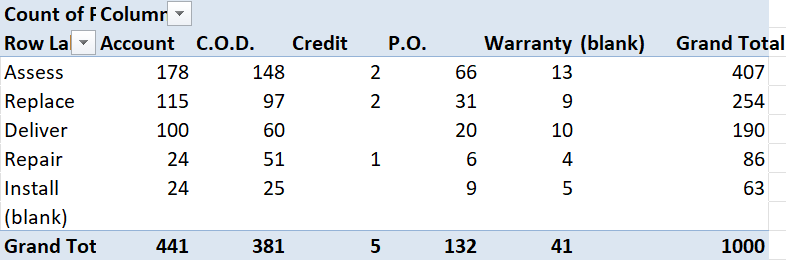 Count of F Column
Row La Account C.O.D. Credit P.O. Warranty (blank) Grand Total
Assess 178 148 2 66 13 407
Replace 115 97 2 31 9 254
Deliver 100 60 20 10 190
Repair 24 51 1 6 4 86
Install 24 25 9 5 63
(blank)
Grand Tot 441 381 5 132 41 1000